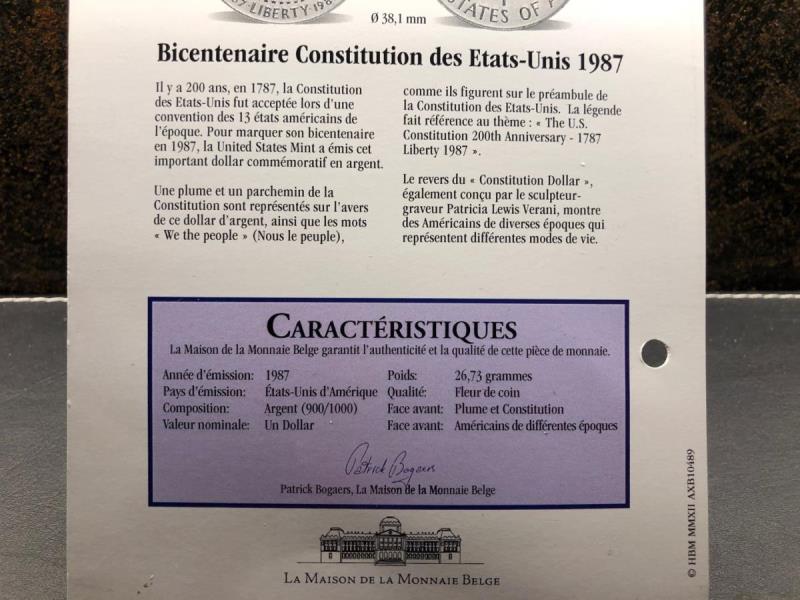 LIBERTY
STATES OF
Ø 38,1 mm
Bicentenaire Constitution des Etats-Unis 1987
Il y a 200 ans, en 1787, la Constitution
des Etats-Unis fut acceptée lors d'une
convention des 13 états américains de
l'époque. Pour marquer son bicentenaire
en 1987, la United States Mint a émis cet
important dollar commémoratif en argent.
Une plume et un parchemin de la
Constitution sont représentés sur l'avers
de ce dollar d'argent, ainsi que les mots
« We the people » (Nous le peuple),
comme ils figurent sur le préambule de
la Constitution des Etats-Unis. La légende
fait référence au thème : « The U.S.
Constitution 200th Anniversary - 1787
Liberty 1987 ».
Le revers du « Constitution Dollar »,
également conçu par le sculpteur-
graveur Patricia Lewis Verani, montre
des Américains de diverses époques qui
représentent différentes modes de vie.
CARACTÉRISTIQUES
La Maison de la Monnaie Belge garantit l'authenticité et la qualité de cette pièce de monnaie.
Année d'émission: 1987
Pays d'émission: États-Unis d'Amérique
Composition: Argent (900/1000)
Valeur nominale: Un Dollar
Poids: 26,73 grammes
Qualité: Fleur de coin
Face avant: Plume et Constitution
Face avant: Américains de différentes époques
Patrick Bogaers
Patrick Bogaers, La Maison de la Monnaie Belge
LA MAISON DE LA MONNAIE BELGE
© HBM MMXII AXB10489